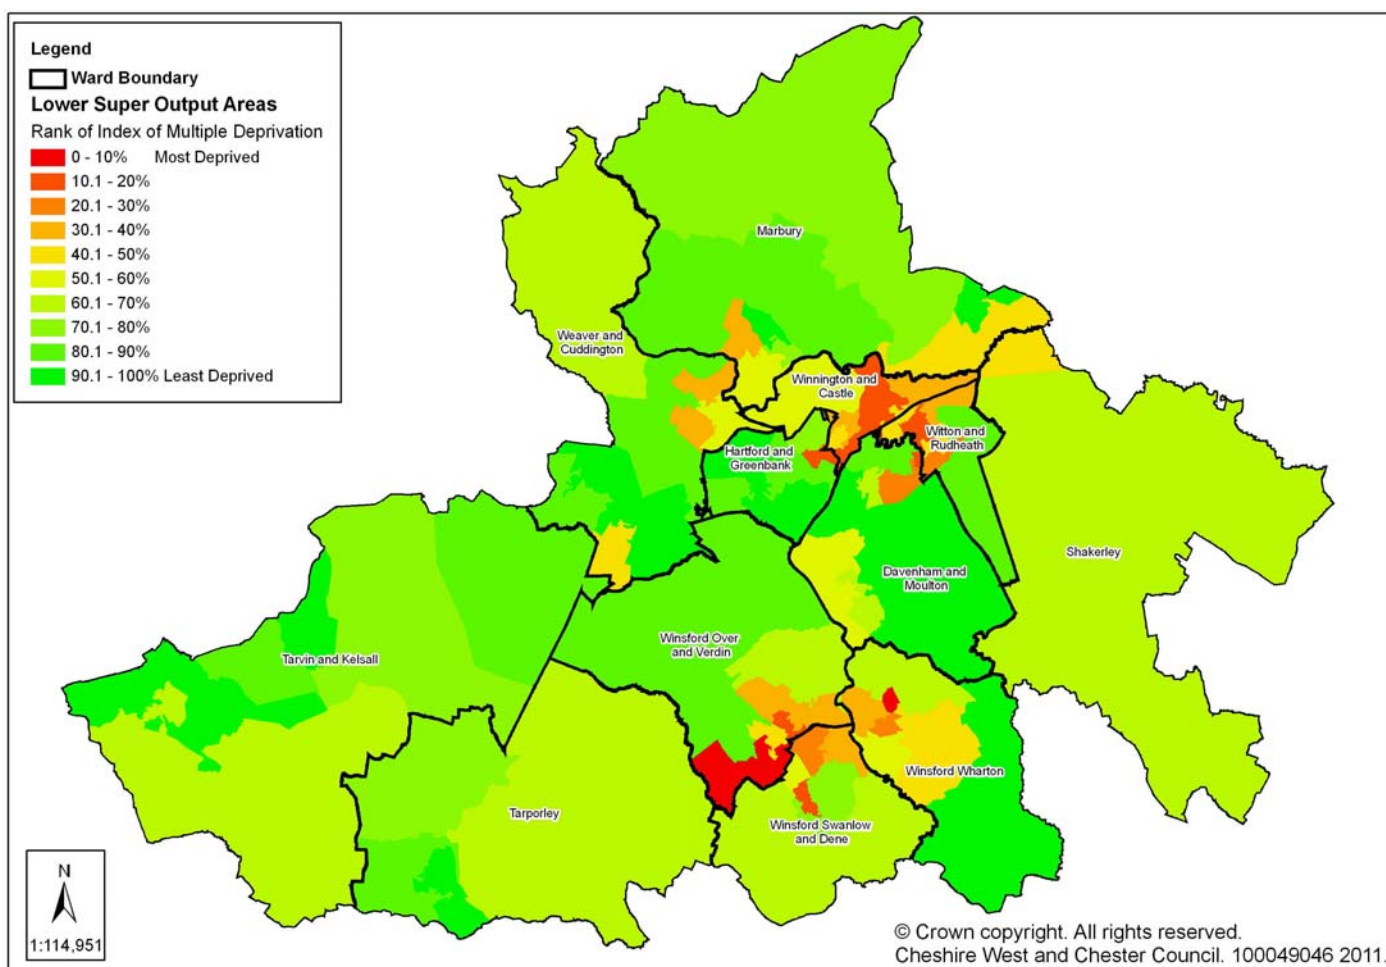 Legend
Ward Boundary
Lower Super Output Areas
Rank of Index of Multiple Deprivation
0 - 10% Most Deprived
10.1 - 20%
20.1 - 30%
30.1 - 40%
40.1 - 50%
50.1 - 60%
60.1 - 70%
70.1 - 80%
80.1 - 90%
90.1 - 100% Least Deprived
Marbury
Weaver and
Cuddington
Winnington and
Castle
Witton and
Rudheath
Hartford and
Greenbank
Shakerley
Davenham and
Moulton
Winsford Over
and Verdin
Tarvin and Kelsall
Winsford Wharton
Tarporley
Winsford Swanlow
and Dene
N
1:114,951
© Crown copyright. All rights reserved.
Cheshire West and Chester Council. 100049046 2011.